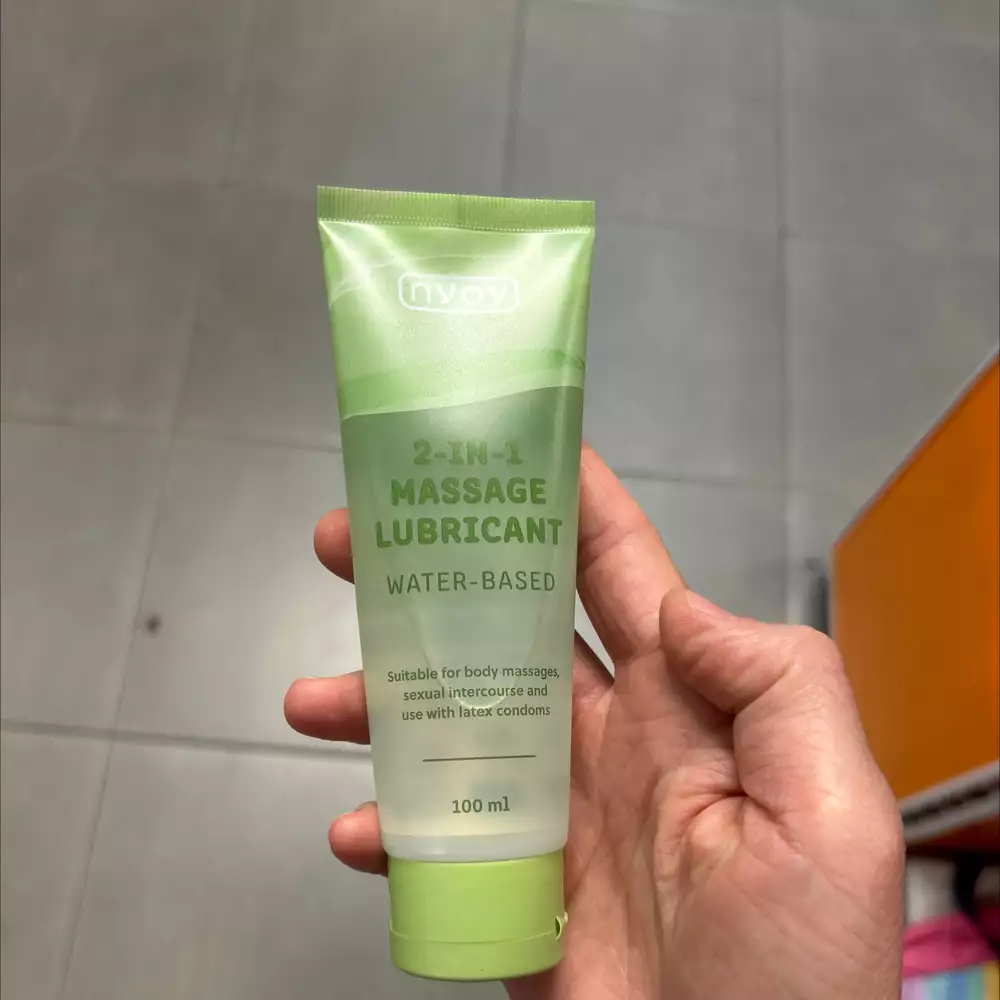 nyoy
2-IN-1
MASSAGE
LUBRICANT
WATER-BASED
Suitable for body massages,
sexual intercourse and
use with latex condoms
100 ml